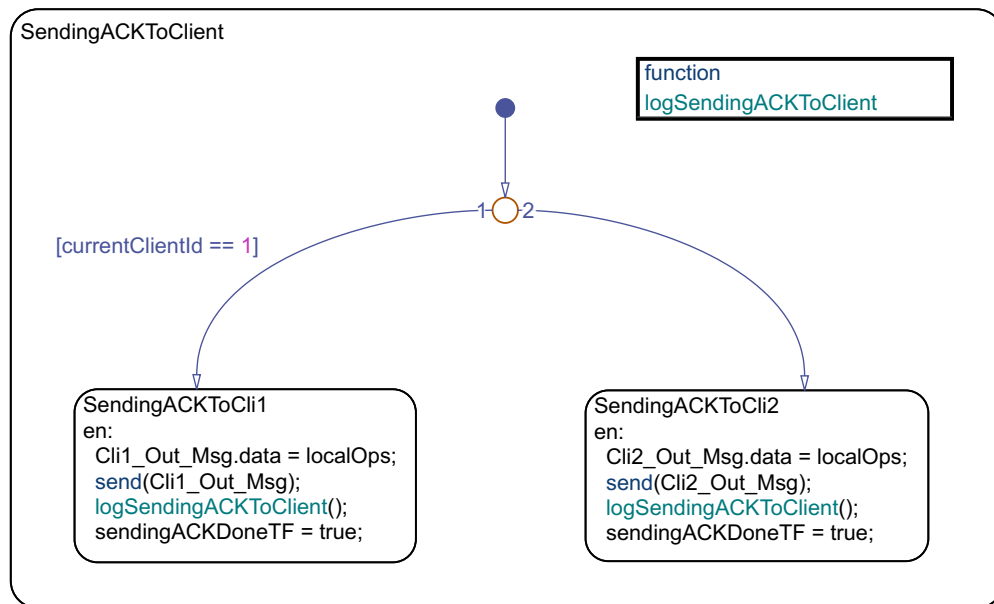 SendingACKToClient
function
logSendingACKToClient
1
2
[currentClientId == 1]
SendingACKToCli1
en:
Cli1_Out_Msg.data = localOps;
send(Cli1_Out_Msg);
logSendingACKToClient();
sendingACKDoneTF = true;
SendingACKToCli2
en:
Cli2_Out_Msg.data = localOps;
send(Cli2_Out_Msg);
logSendingACKToClient();
sendingACKDoneTF = true;